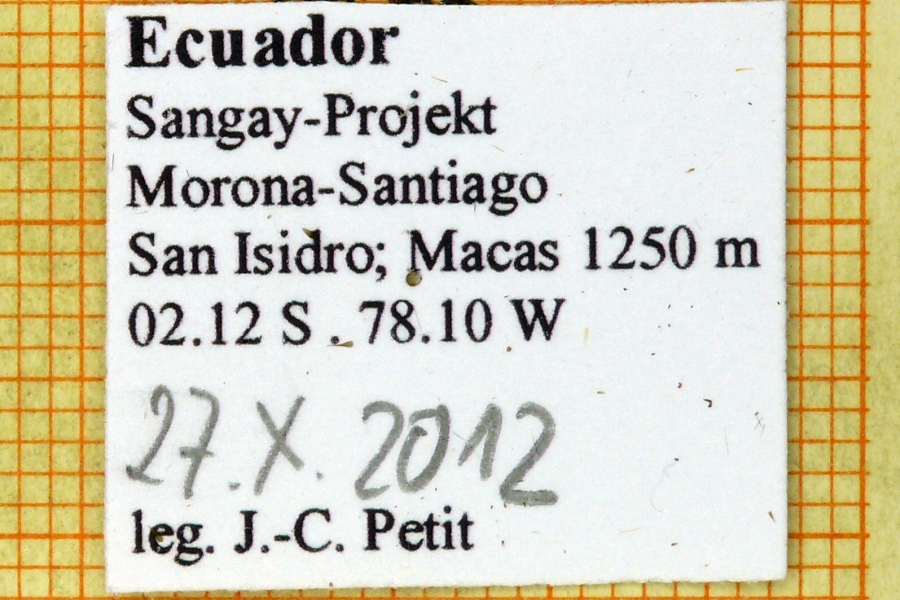 Ecuador
Sangay-Projekt
Morona-Santiago
San Isidro; Macas 1250 m
02.12 S . 78.10 W
27.X.2012
leg. J.-C. Petit